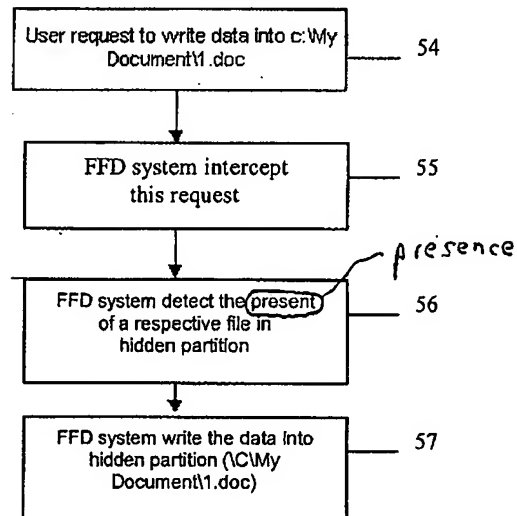 User request to write data into c:\My
Document\1.doc
54
FFD system intercept
this request
55
presence
FFD system detect the present
of a respective file in
hidden partition
56
FFD system write the data into
hidden partition (\C\My
Document\1.doc)
57